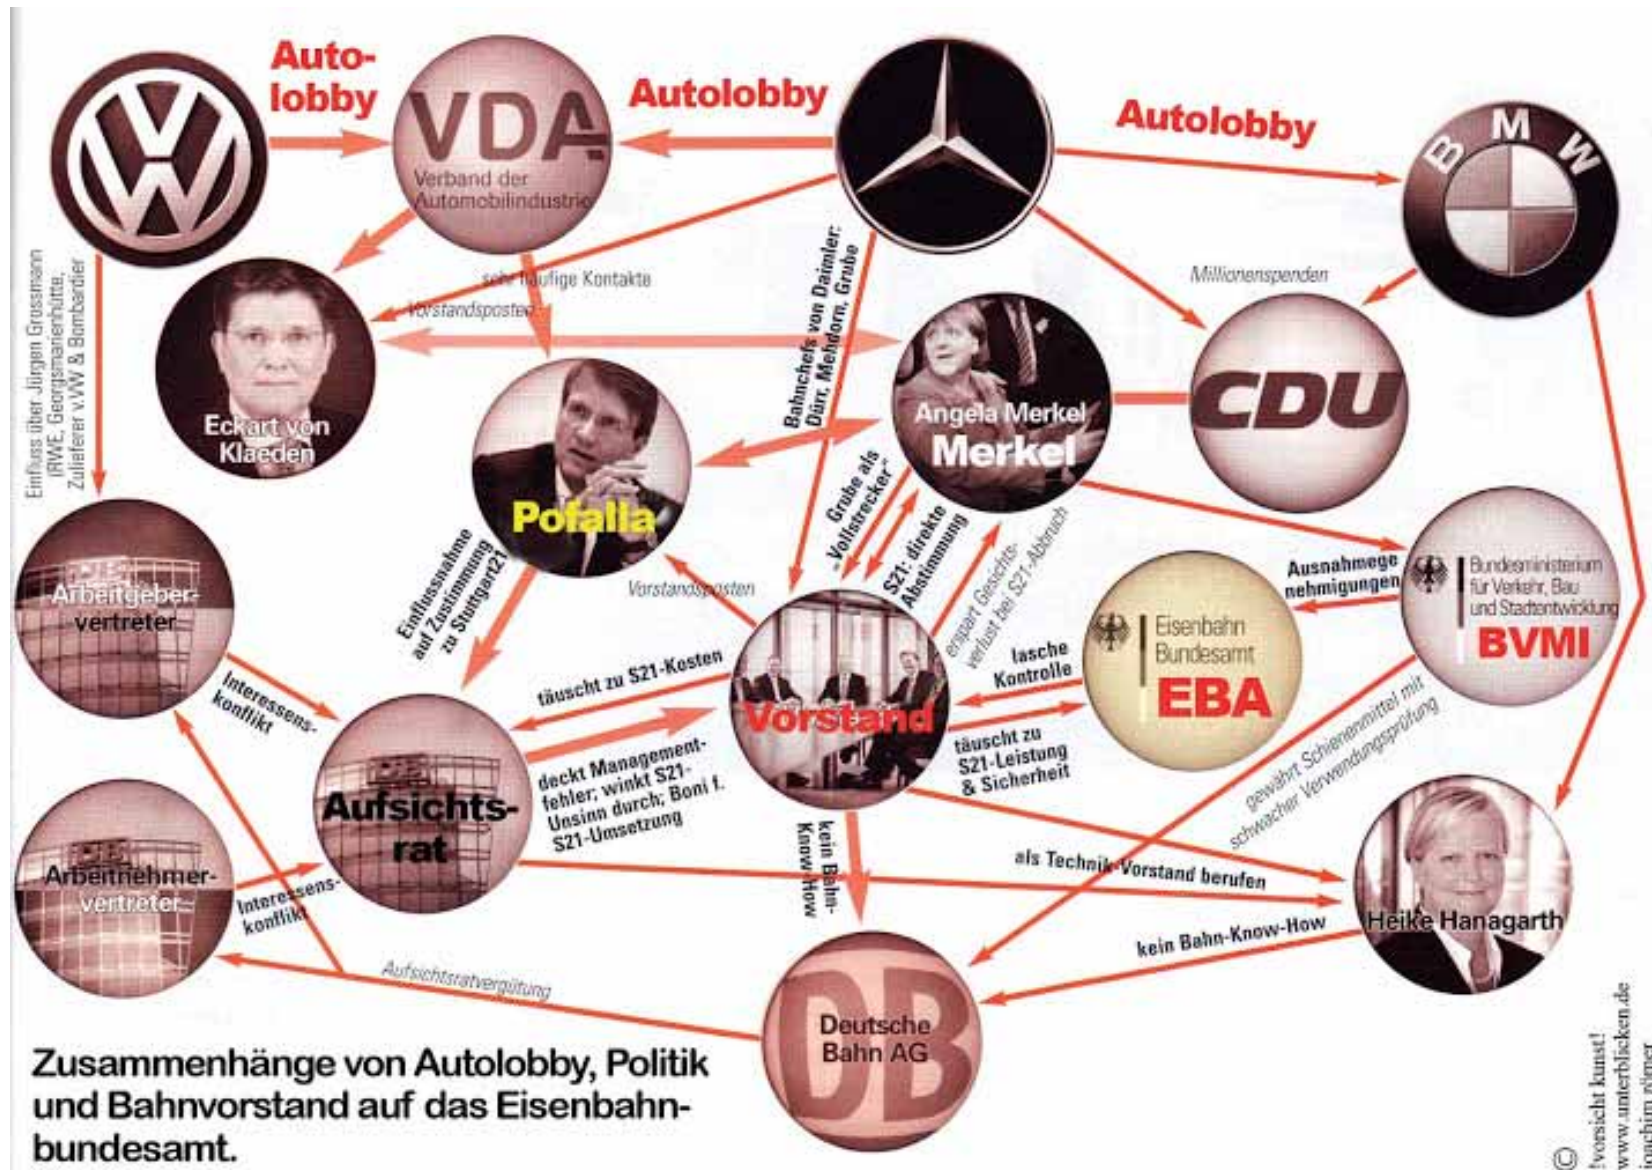 Auto-
lobby
Autolobby
Autolobby
VW
VDA
Verband der
Automobilindustrie
BMW
Einfluss über Jürgen Grossmann
(RWE, Georgsmarienhütte,
Zulieferer v.VW & Bombardier
sehr häufige Kontakte
Vorstandsposten
Bahnchefs von Daimler:
Dürr, Mehdorn, Grube
Millionenspenden
Eckart von
Klaeden
Pofalla
Angela Merkel
Merkel
CDU
Einflussnahme
auf Zustimmung
zu Stuttgart21
Vorstandsposten
Grube als
„Vollstrecker“
S21: direkte
Abstimmung
erspart Gesichts-
verlust bei S21-Abbruch
Ausnahmege
nehmigungen
Bundesministerium
für Verkehr, Bau
und Stadtentwicklung
BVMI
Eisenbahn
Bundesamt
EBA
Arbeitgeber-
vertreter
Interessens-
konflikt
täuscht zu S21-Kosten
Vorstand
lasche
Kontrolle
täuscht zu
S21-Leistung
& Sicherheit
gewährt Schienenmittel mit
schwacher Verwendungsprüfung
Aufsichts-
rat
deckt Management-
fehler; winkt S21-
Unsinn durch; Boni f.
S21-Umsetzung
kein Bahn-
Know How
als Technik-Vorstand berufen
Arbeitnehmer-
vertreter
Interessens-
konflikt
Heike Hanagarth
kein Bahn-Know-How
Aufsichtsratvergütung
DB
Deutsche
Bahn AG
Zusammenhänge von Autolobby, Politik
und Bahnvorstand auf das Eisenbahn-
bundesamt.
©
!vorsicht kunst!
www.unterblicken.de
joachim römer